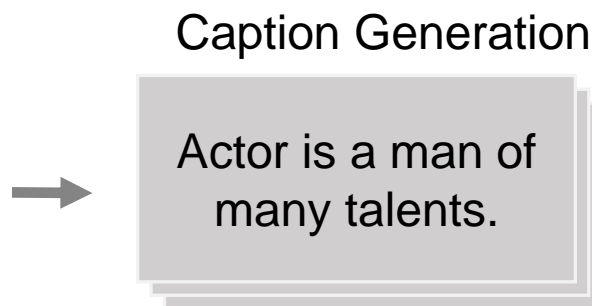 Caption Generation
Actor is a man of
many talents.